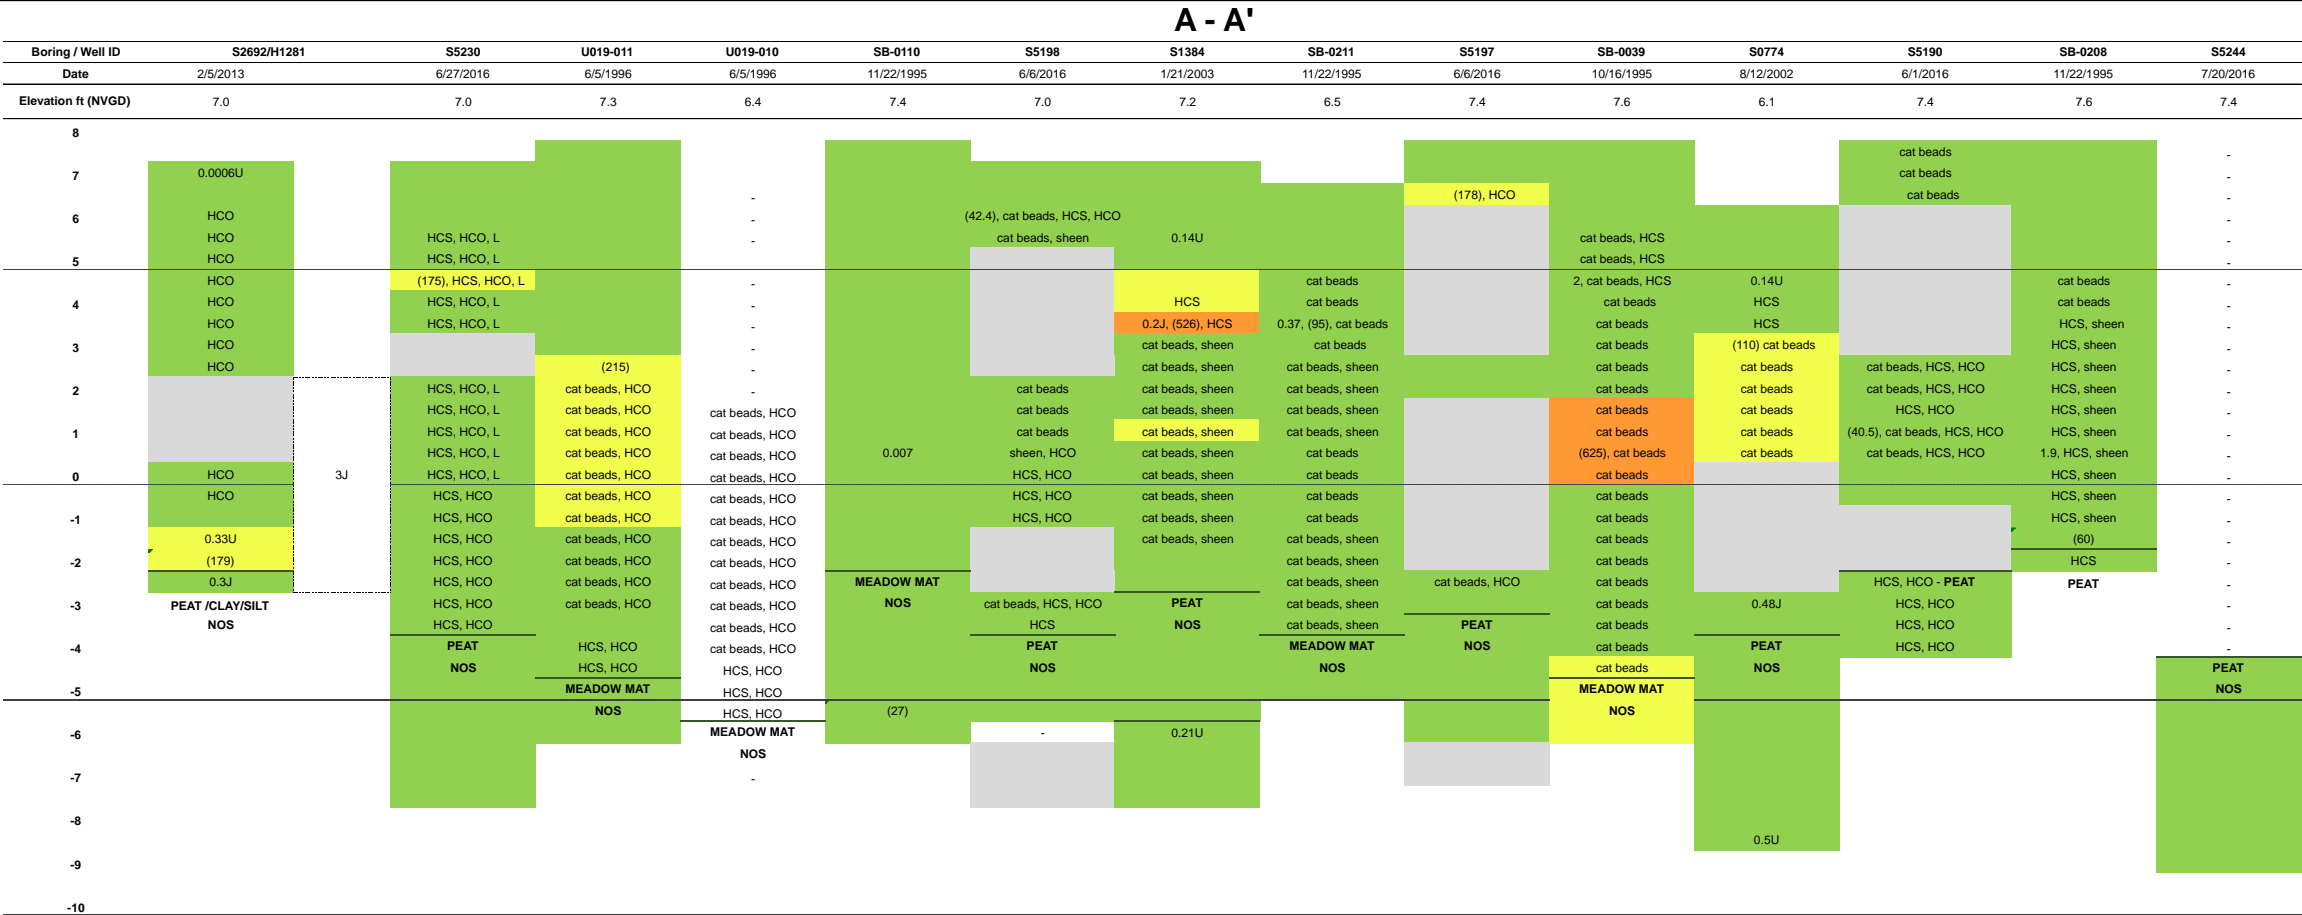 A - A'
Boring / Well ID S2692/H1281 S5230 U019-011 U019-010 SB-0110 S5198 S1384 SB-0211 S5197 SB-0039 S0774 S5190 SB-0208 S5244
Date 2/5/2013 6/27/2016 6/5/1996 6/5/1996 11/22/1995 6/6/2016 1/21/2003 11/22/1995 6/6/2016 10/16/1995 8/12/2002 6/1/2016 11/22/1995 7/20/2016
Elevation ft (NVGD) 7.0 7.0 7.3 6.4 7.4 7.0 7.2 6.5 7.4 7.6 6.1 7.4 7.6 7.4
8
cat beads -
7 0.0006U cat beads -
- (178), HCO cat beads -
6 HCO - (42.4), cat beads, HCS, HCO -
HCO HCS, HCO, L - cat beads, sheen 0.14U cat beads, HCS -
5 HCO HCS, HCO, L cat beads, HCS -
HCO (175), HCS, HCO, L - cat beads 2, cat beads, HCS 0.14U cat beads -
4 HCO HCS, HCO, L - HCS cat beads cat beads HCS cat beads -
HCO HCS, HCO, L - 0.2J, (526), HCS 0.37, (95), cat beads cat beads HCS HCS, sheen -
3 HCO - cat beads, sheen cat beads cat beads (110) cat beads HCS, sheen -
HCO (215) - cat beads, sheen cat beads, sheen cat beads cat beads cat beads, HCS, HCO HCS, sheen -
2 HCS, HCO, L cat beads, HCO - cat beads cat beads, sheen cat beads, sheen cat beads cat beads cat beads, HCS, HCO HCS, sheen -
HCS, HCO, L cat beads, HCO cat beads, HCO cat beads cat beads, sheen cat beads, sheen cat beads cat beads HCS, HCO HCS, sheen -
1 HCS, HCO, L cat beads, HCO cat beads, HCO cat beads cat beads, sheen cat beads, sheen cat beads cat beads (40.5), cat beads, HCS, HCO HCS, sheen -
HCS, HCO, L cat beads, HCO cat beads, HCO 0.007 sheen, HCO cat beads, sheen cat beads (625), cat beads cat beads cat beads, HCS, HCO 1.9, HCS, sheen -
0 HCO 3J HCS, HCO, L cat beads, HCO cat beads, HCO HCS, HCO cat beads, sheen cat beads cat beads HCS, sheen -
HCO HCS, HCO cat beads, HCO cat beads, HCO HCS, HCO cat beads, sheen cat beads cat beads HCS, sheen -
-1 HCS, HCO cat beads, HCO cat beads, HCO HCS, HCO cat beads, sheen cat beads cat beads HCS, sheen -
0.33U HCS, HCO cat beads, HCO cat beads, HCO cat beads, sheen cat beads, sheen cat beads (60) -
-2 (179) HCS, HCO cat beads, HCO cat beads, HCO cat beads, sheen cat beads HCS -
0.3J HCS, HCO cat beads, HCO cat beads, HCO MEADOW MAT cat beads, sheen cat beads, HCO cat beads HCS, HCO - PEAT PEAT -
-3 PEAT /CLAY/SILT HCS, HCO cat beads, HCO cat beads, HCO NOS cat beads, HCS, HCO PEAT cat beads, sheen cat beads 0.48J HCS, HCO -
NOS HCS, HCO cat beads, HCO HCS NOS cat beads, sheen PEAT cat beads HCS, HCO -
-4 PEAT HCS, HCO cat beads, HCO PEAT MEADOW MAT NOS cat beads PEAT HCS, HCO -
NOS HCS, HCO HCS, HCO NOS NOS cat beads NOS PEAT
-5 MEADOW MAT HCS, HCO MEADOW MAT NOS
NOS HCS, HCO (27) NOS
-6 MEADOW MAT - 0.21U
NOS
-7 -
-8
0.5U
-9
-10